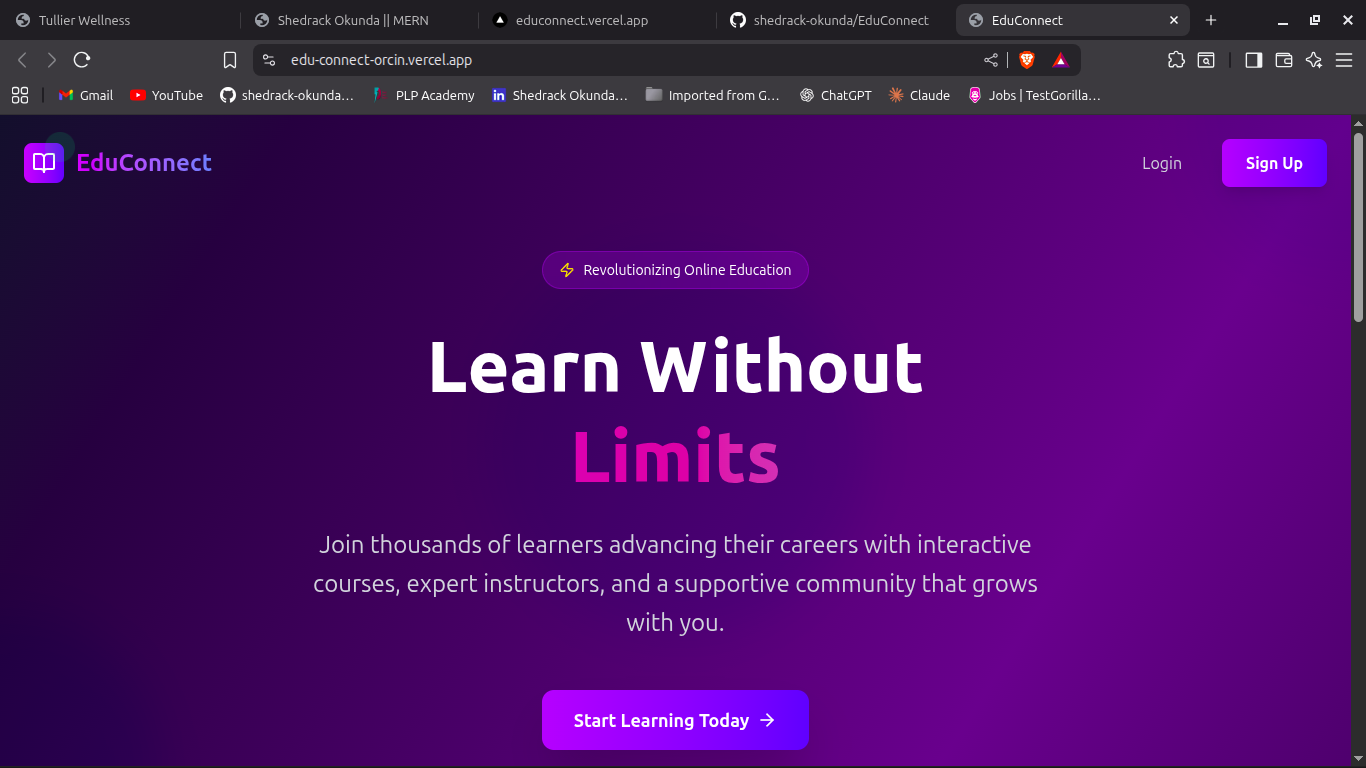 Tullier Wellness
Shedrack Okunda || MERN
educonnect.vercel.app
shedrack-okunda/EduConnect
EduConnect
edu-connect-orcin.vercel.app
Gmail
YouTube
shedrack-okunda…
PLP Academy
Shedrack Okunda…
Imported from G…
ChatGPT
Claude
Jobs | TestGorilla…
EduConnect
Login
Sign Up
Revolutionizing Online Education
Learn Without
Limits
Join thousands of learners advancing their careers with interactive
courses, expert instructors, and a supportive community that grows
with you.
Start Learning Today